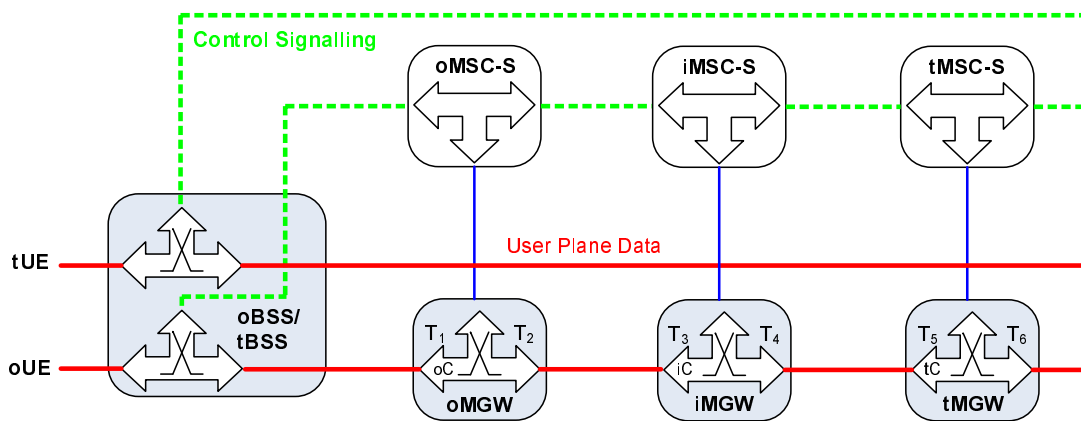 Control Signalling
oMSC-S
iMSC-S
tMSC-S
User Plane Data
tUE
oBSS/
tBSS
T1 T2
T3 T4
T5 T6
oUE
oC
iC
tC
oMGW
iMGW
tMGW